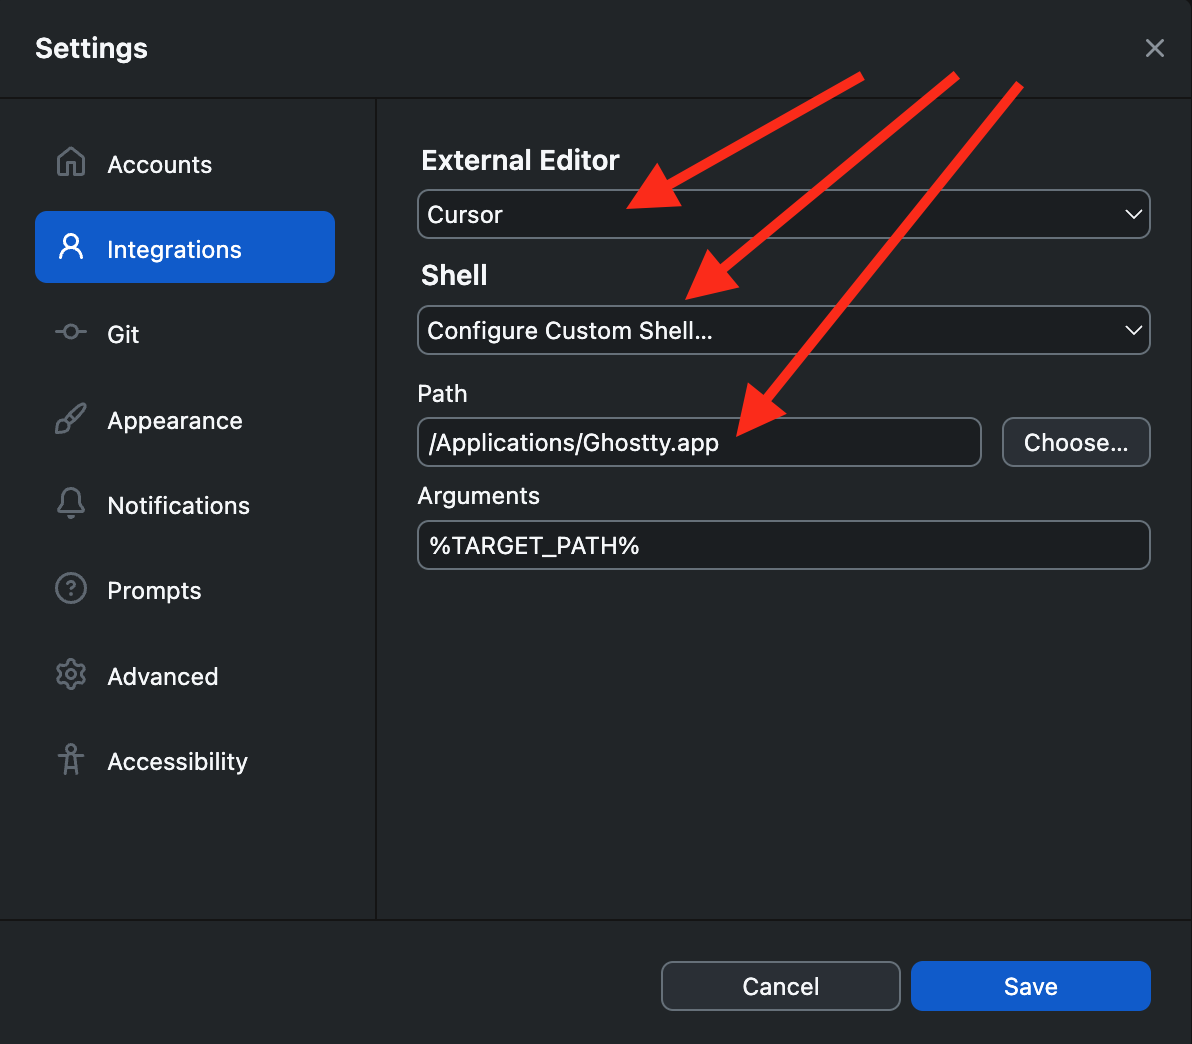 Settings
Accounts
Integrations
Git
Appearance
Notifications
Prompts
Advanced
Accessibility
External Editor
Cursor
Shell
Configure Custom Shell...
Path
/Applications/Ghostty.app
Choose...
Arguments
%TARGET_PATH%
Cancel
Save